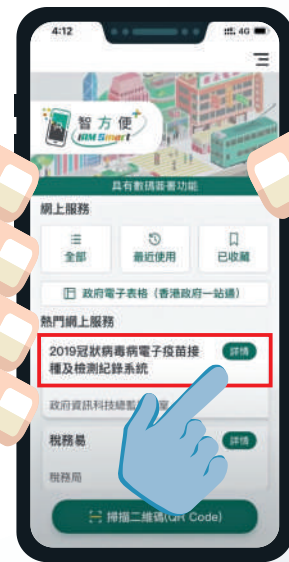 4:12
4G
智方便
iAM Smart
具有數碼簽署功能
網上服務
全部
最近使用
已收藏
政府電子表格（香港政府一站通）
熱門網上服務
2019冠狀病毒病電子疫苗接 詳情
種及檢測紀錄系統
政府資訊科技總監
稅務易 詳情
稅務局
掃描二維碼(QR Code)